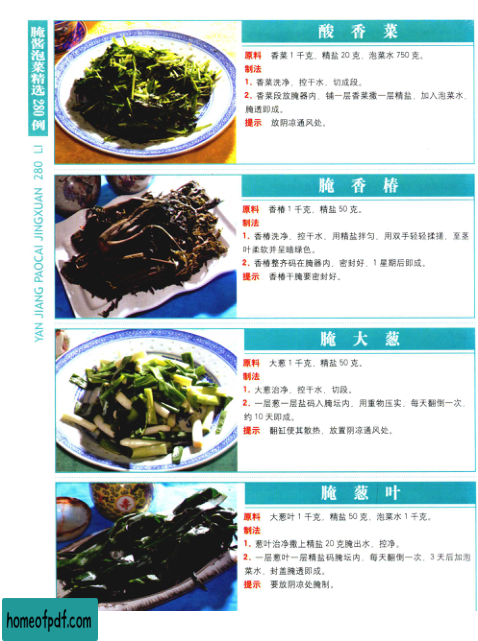 腌酱泡菜精选280例
YAN JIANG PAOCAI JINGXUAN 280 LI
酸香菜
原料 香菜1千克，精盐20克，泡菜水750克。
制法
1. 香菜洗净，控干水，切成段。
2. 香菜段放腌器内，铺一层香菜撒一层精盐，加入泡菜水，
腌透即成。
提示 放阴凉通风处。
腌香椿
原料 香椿1千克，精盐50克。
制法
1. 香椿洗净，控干水，用精盐拌匀，用双手轻轻揉搓，至茎
叶柔软并呈暗绿色。
2. 香椿整齐码在腌器内，密封好，1星期后即成。
提示 香椿干腌要密封好。
腌大葱
原料 大葱1千克，精盐50克。
制法
1. 大葱治净，控干水，切段。
2. 一层葱一层盐码入腌坛内，用重物压实，每天翻倒一次，
约10天即成。
提示 翻缸使其散热，放置阴凉通风处。
腌葱叶
原料 大葱叶1千克，精盐50克，泡菜水1千克。
制法
1. 葱叶治净撒上精盐20克腌出水，控净。
2. 一层葱叶一层精盐码腌坛内，每天翻倒一次，3天后加泡
菜水，封盖腌透即成。
提示 要放阴凉处腌制。
homeofpdf.com